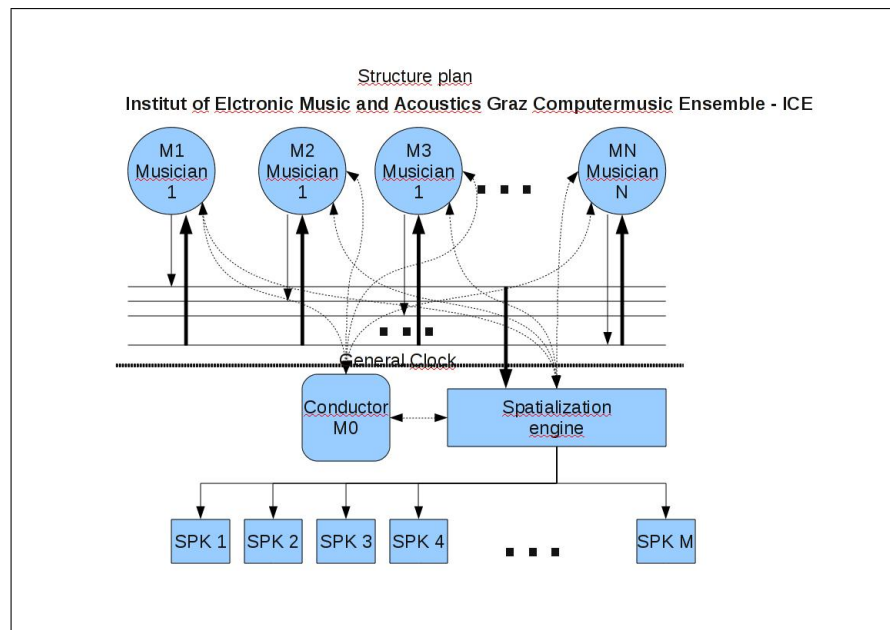 Structure plan
Institut of Elctronic Music and Acoustics Graz Computermusic Ensemble - ICE
M1
Musician
1
M2
Musician
1
M3
Musician
1
MN
Musician
N
General Clock
Conductor
M0
Spatialization
engine
SPK 1
SPK 2
SPK 3
SPK 4
SPK M